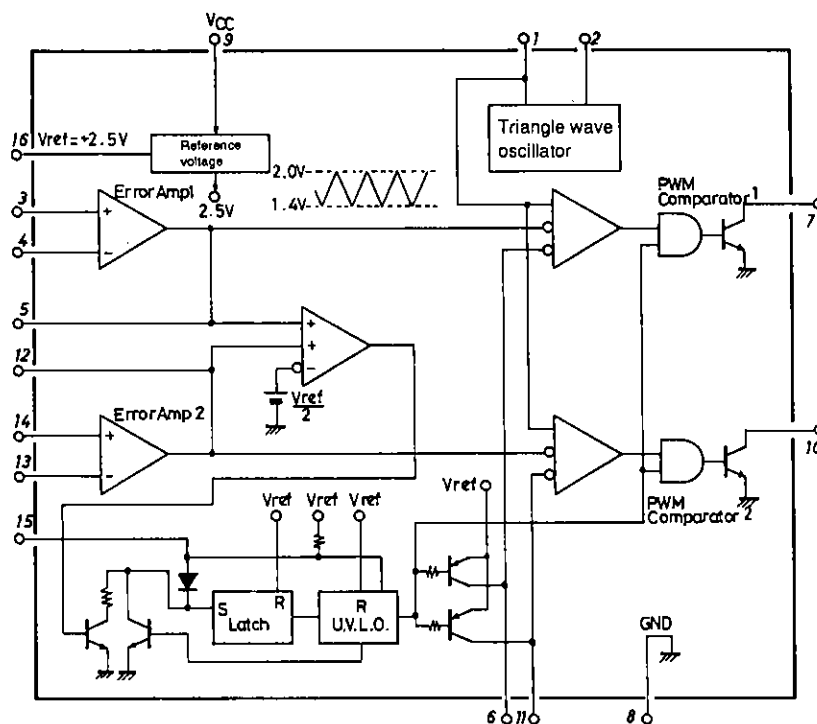 VCC
9
1
2
16 Vref=+2.5V
Reference
voltage
Triangle wave
oscillator
2.0V
1.4V
2.5V
3
Error Amp1
+
4
-
PWM
Comparator 1
7
5
+
12
+
-
Vref
2
14
Error Amp 2
+
13
-
10
PWM
Comparator 2
15
Vref
Vref
Vref
Vref
S
R
Latch
R
U.V.L.O.
GND
6
11
8